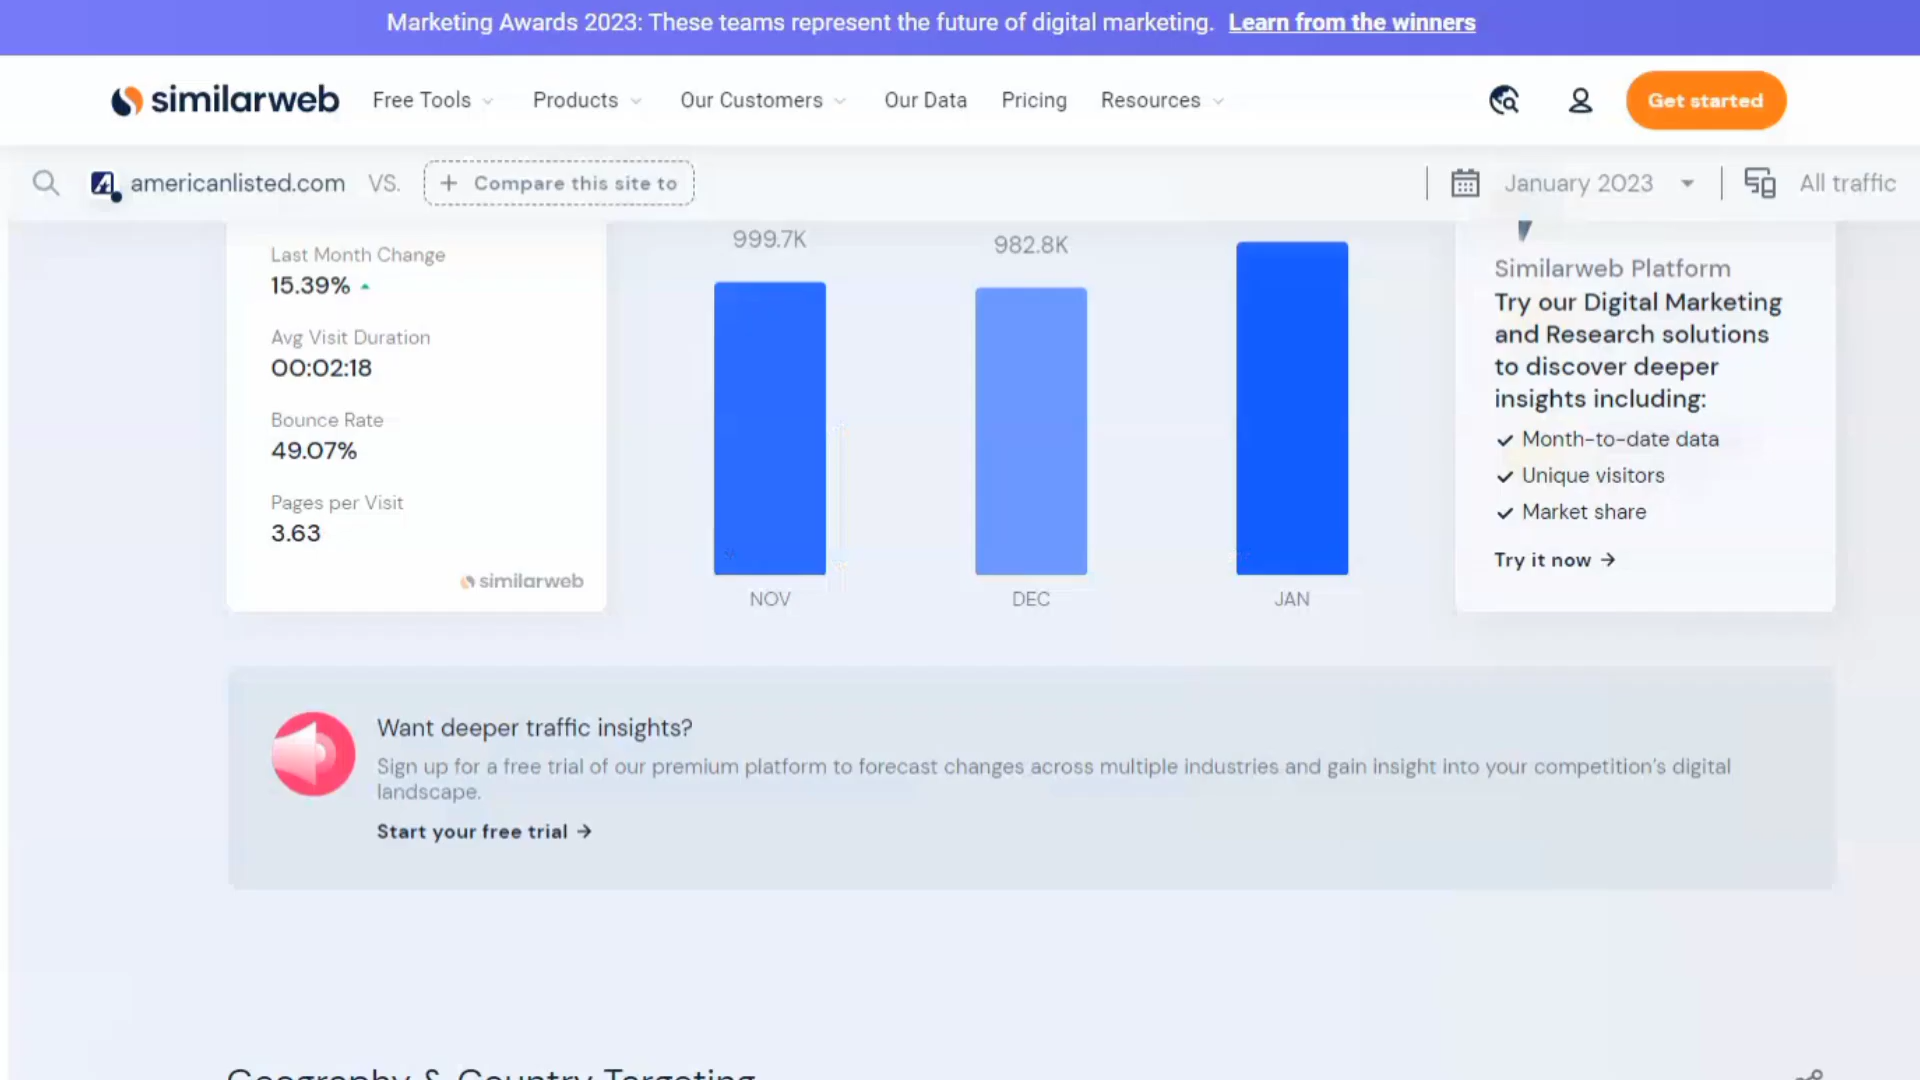 Marketing Awards 2023: These teams represent the future of digital marketing. Learn from the winners
similarweb Free Tools Products Our Customers Our Data Pricing Resources Get started
americanlisted.com VS. + Compare this site to January 2023 All traffic
Last Month Change
15.39%
Avg Visit Duration
00:02:18
Bounce Rate
49.07%
Pages per Visit
3.63
similarweb
999.7K 982.8K
NOV DEC JAN
Similarweb Platform
Try our Digital Marketing
and Research solutions
to discover deeper
insights including:
Month-to-date data
Unique visitors
Market share
Try it now →
Want deeper traffic insights?
Sign up for a free trial of our premium platform to forecast changes across multiple industries and gain insight into your competition's digital
landscape.
Start your free trial →
Geography & Country Targeting